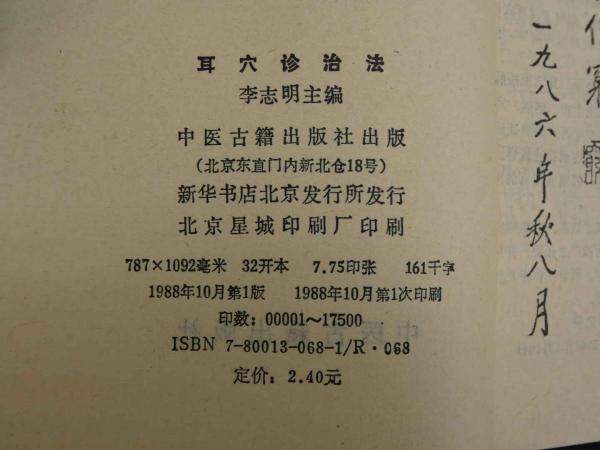 耳穴诊治法
李志明主编
中医古籍出版社出版
（北京东直门内新北仓18号）
新华书店北京发行所发行
北京星城印刷厂印刷
787×1092毫米 32开本 7.75印张 161千字
1988年10月第1版 1988年10月第1次印刷
印数：00001～17500
ISBN 7-80013-068-1/R·068
定价：2.40元
一九八六年秋八月